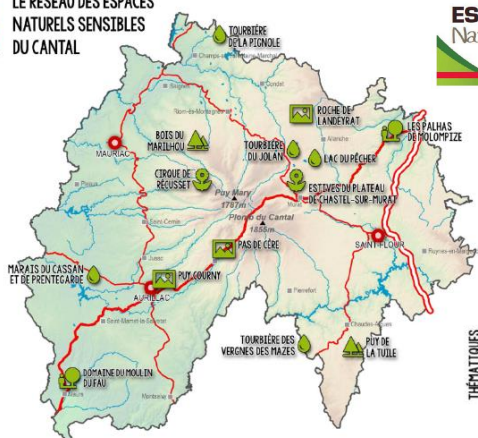 LE RÉSEAU DES ESPACES
NATURELS SENSIBLES
DU CANTAL
ES
Na
TOURBIÈRE
DE LA PIGNOLE
ROCHE DE
LANDEYRAT
BOIS DU
MARILHOU
MAURIAC
TOURBIÈRE
DU JOLAN
LAC DU PÊCHER
LES PALHAS
DE MOLOMPIZE
CIRQUE DE
RÉCUSSET
Puy Mary
1787m
ESTIVES DU PLATEAU
DE CHASTEL-SUR-MURAT
Plomb du Cantal
1855m
PAS DE CÈRE
SAINT-FLOUR
MARAIS DU CASSAN
ET DE PRENTEGARDE
PUY COURNY
AURILLAC
Pierrefort
TOURBIÈRE DES
VERGNES DES MAZES
PUY DE
LA TUILE
DOMAINE DU MOULIN
DU FAU
THÉMATIQUES